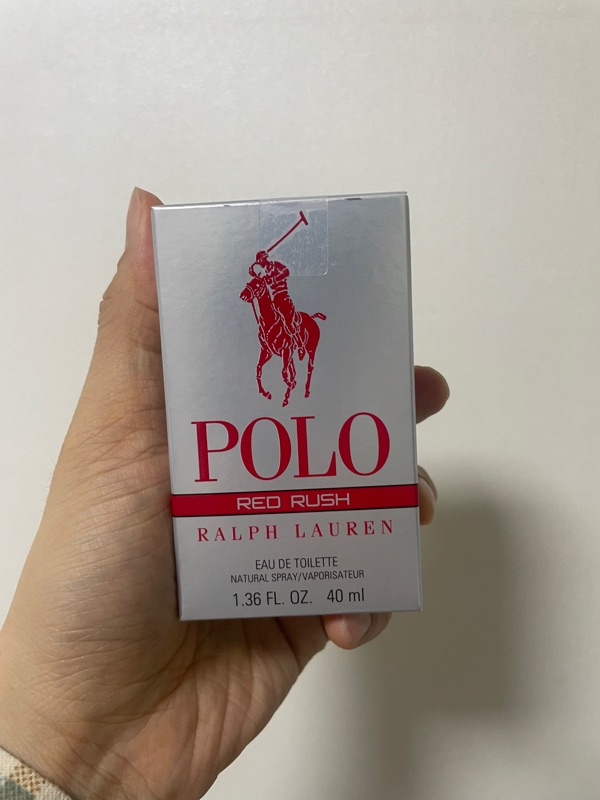 POLO
RED RUSH
RALPH LAUREN
EAU DE TOILETTE
NATURAL SPRAY/VAPORISATEUR
1.36 FL. OZ. 40 ml